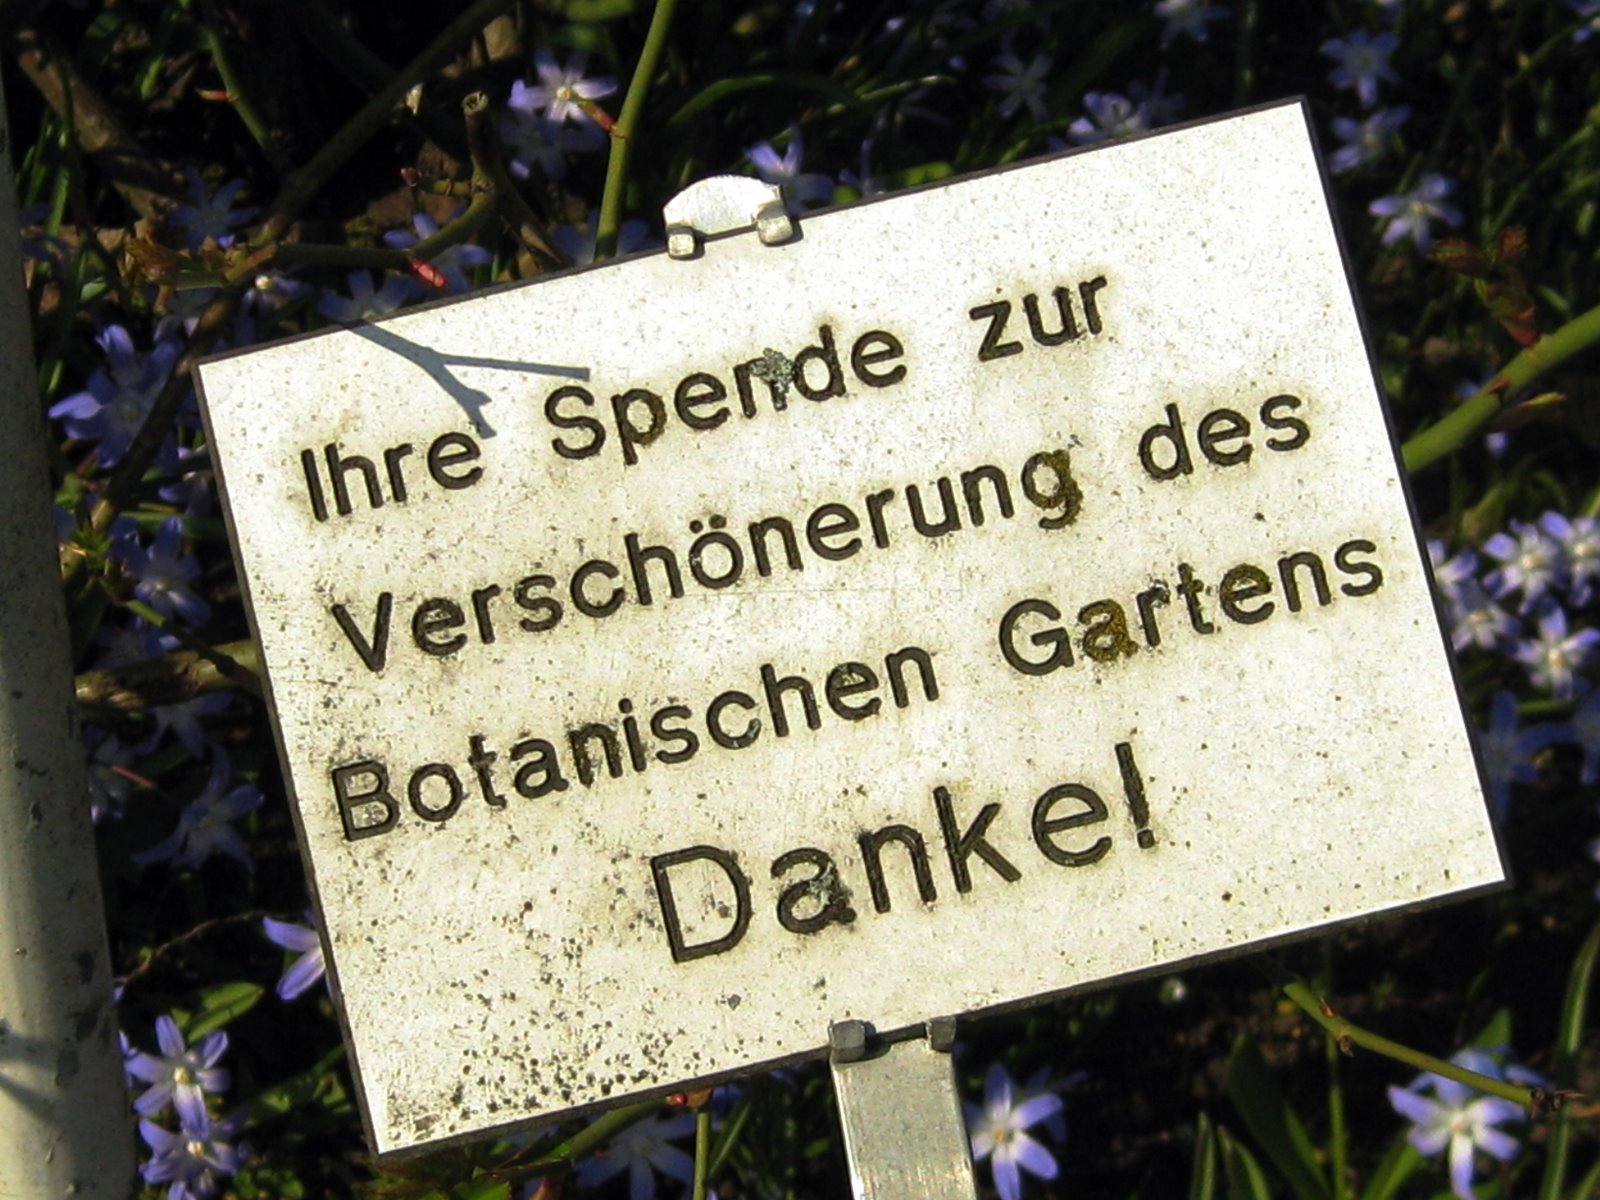 Ihre Spende zur
Verschönerung des
Botanischen Gartens
Danke!